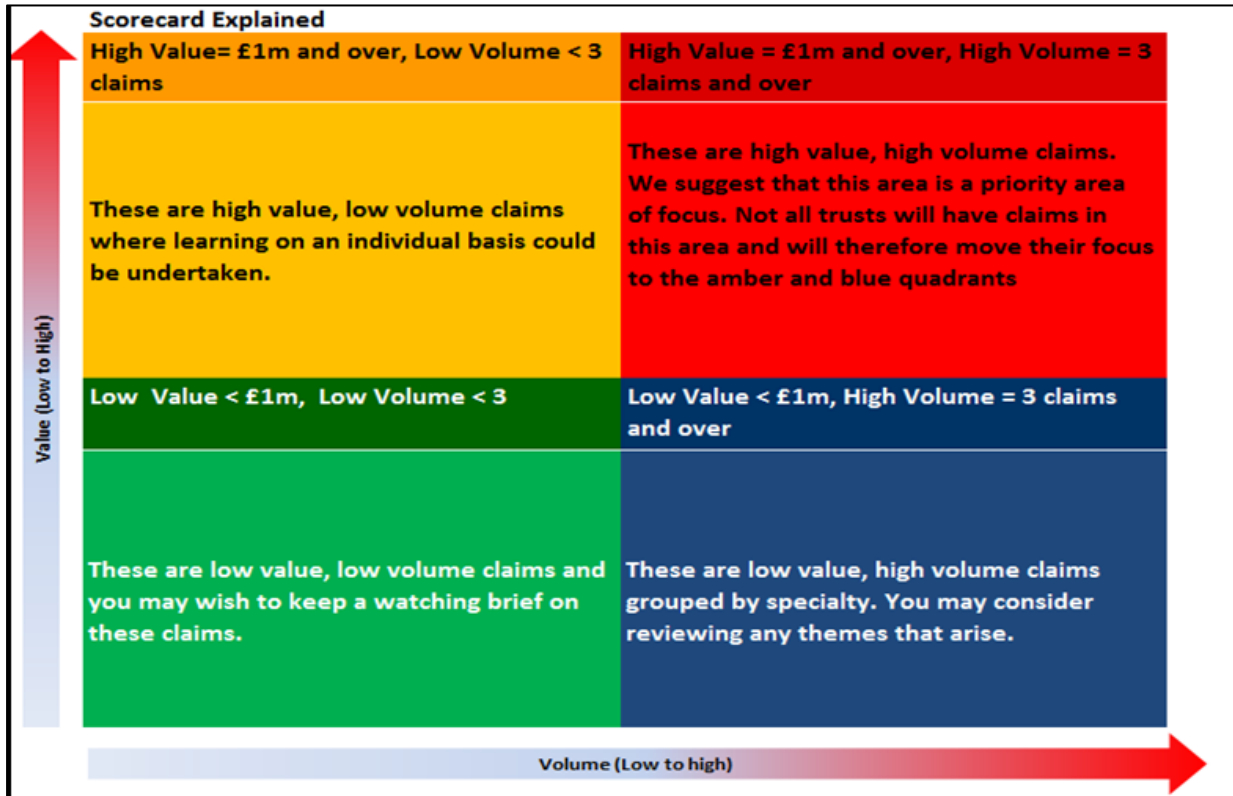 Scorecard Explained
High Value= £1m and over, Low Volume < 3
claims
High Value = £1m and over, High Volume = 3
claims and over
These are high value, low volume claims
where learning on an individual basis could
be undertaken.
These are high value, high volume claims.
We suggest that this area is a priority area
of focus. Not all trusts will have claims in
this area and will therefore move their focus
to the amber and blue quadrants
Value (Low to High)
Low  Value < £1m,  Low Volume < 3
Low Value < £1m, High Volume = 3 claims
and over
These are low value, low volume claims and
you may wish to keep a watching brief on
these claims.
These are low value, high volume claims
grouped by specialty. You may consider
reviewing any themes that arise.
Volume (Low to high)